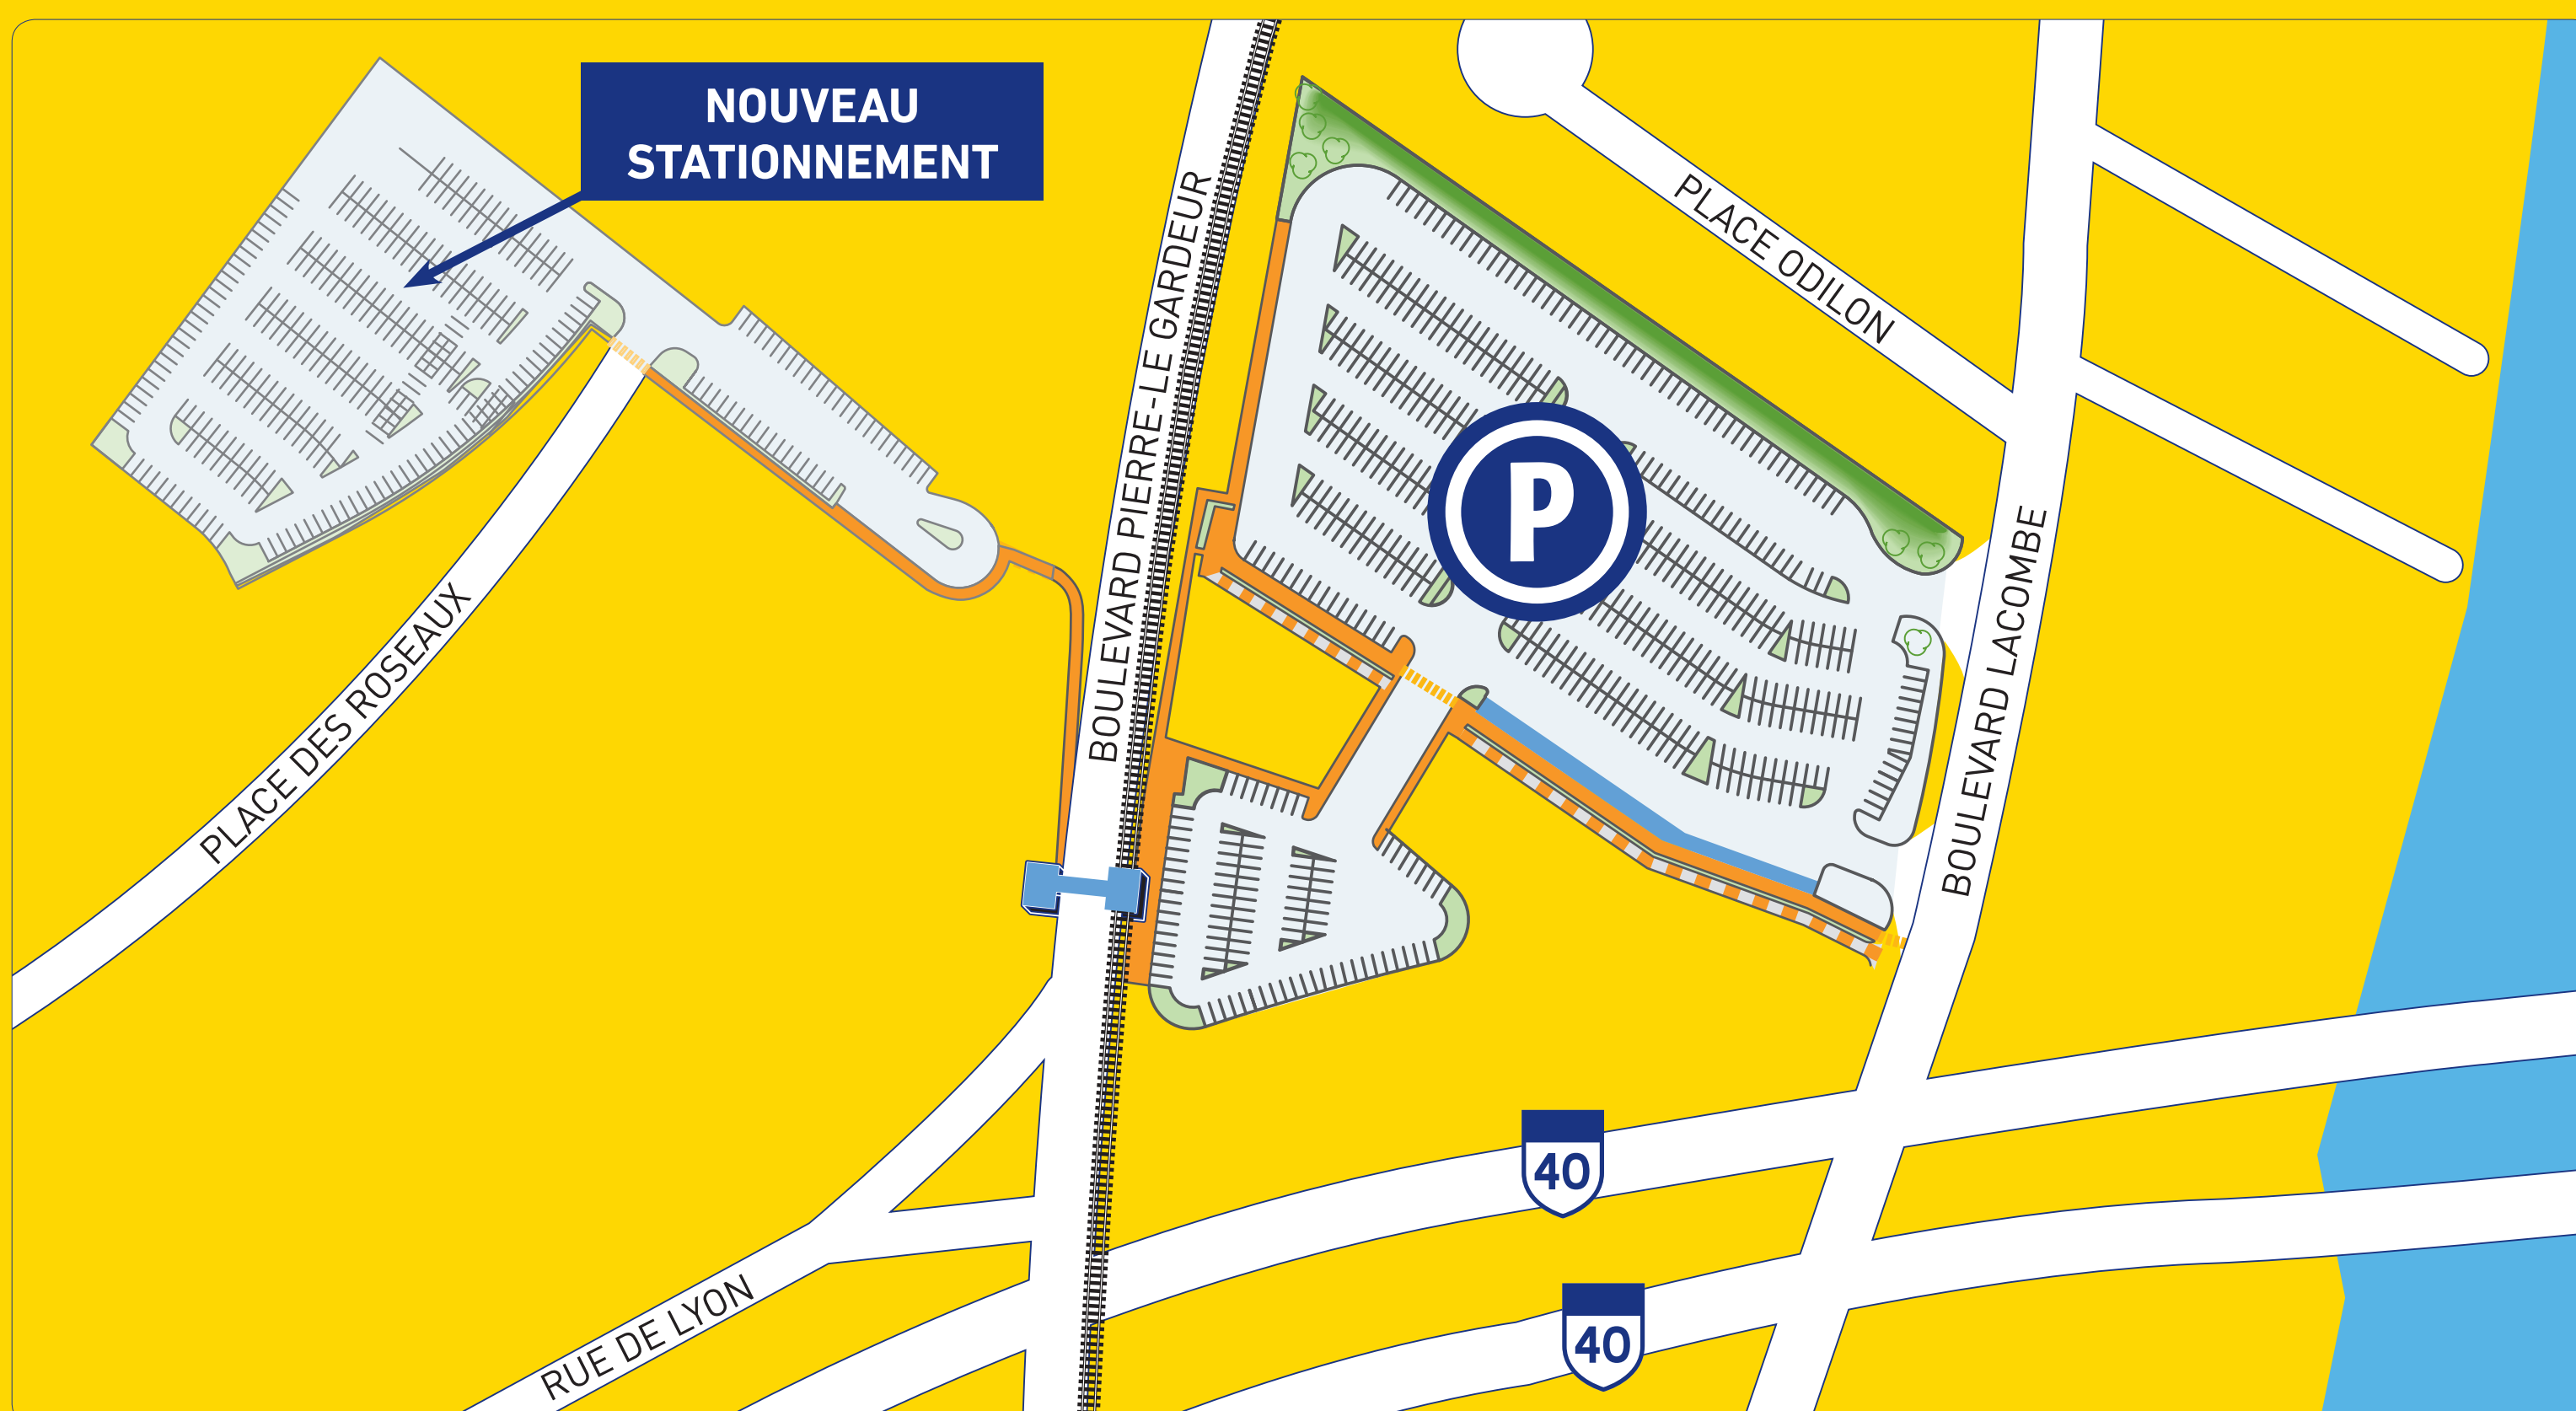 NOUVEAU
STATIONNEMENT
BOULEVARD PIERRE-LE GARDEUR
PLACE ODILON
P
BOULEVARD LACOMBE
PLACE DES ROSEAUX
40
40
RUE DE LYON